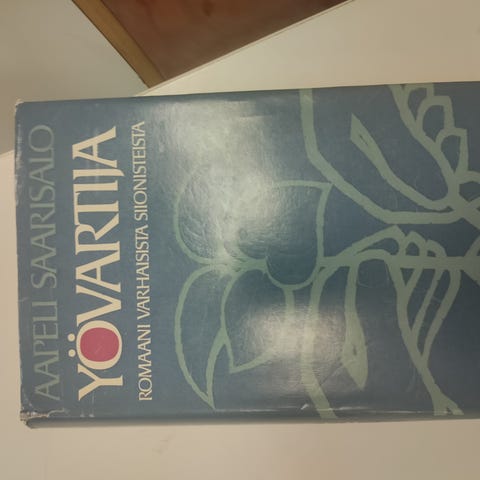 AAPELI SAARISALO
YÖVARTIJA
ROMAANI VARHAISISTA SIIONISTEISTA